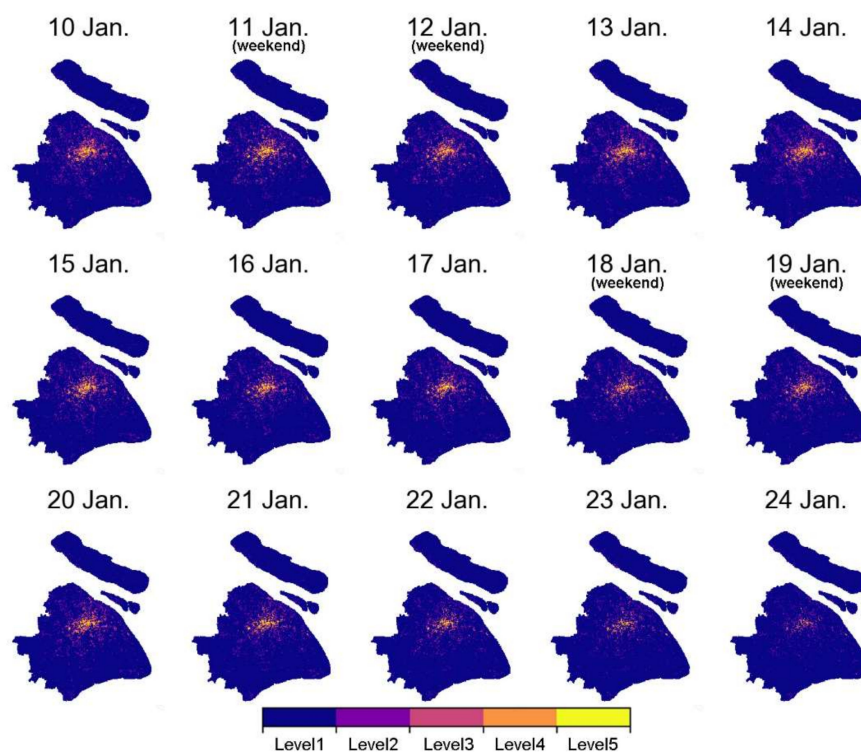 10 Jan. 11 Jan. 12 Jan. 13 Jan. 14 Jan.
(weekend) (weekend)
15 Jan. 16 Jan. 17 Jan. 18 Jan. 19 Jan.
(weekend) (weekend)
20 Jan. 21 Jan. 22 Jan. 23 Jan. 24 Jan.
Level1 Level2 Level3 Level4 Level5